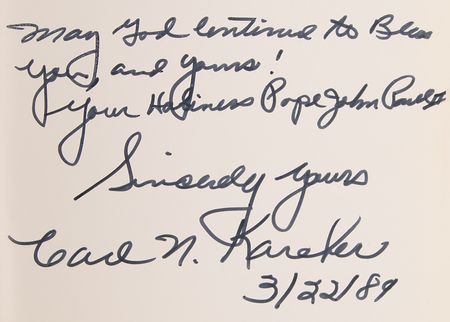 May God Continue to Bless
you, and yours!
Your Holiness Pope John Paul II
Sincerely yours
Carl N. Karcher
3/22/89